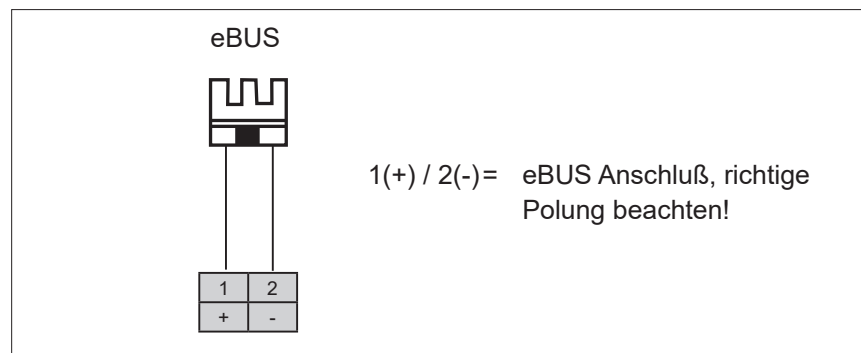 eBUS
1(+) / 2(-)= eBUS Anschluß, richtige
Polung beachten!
1 2
+ -